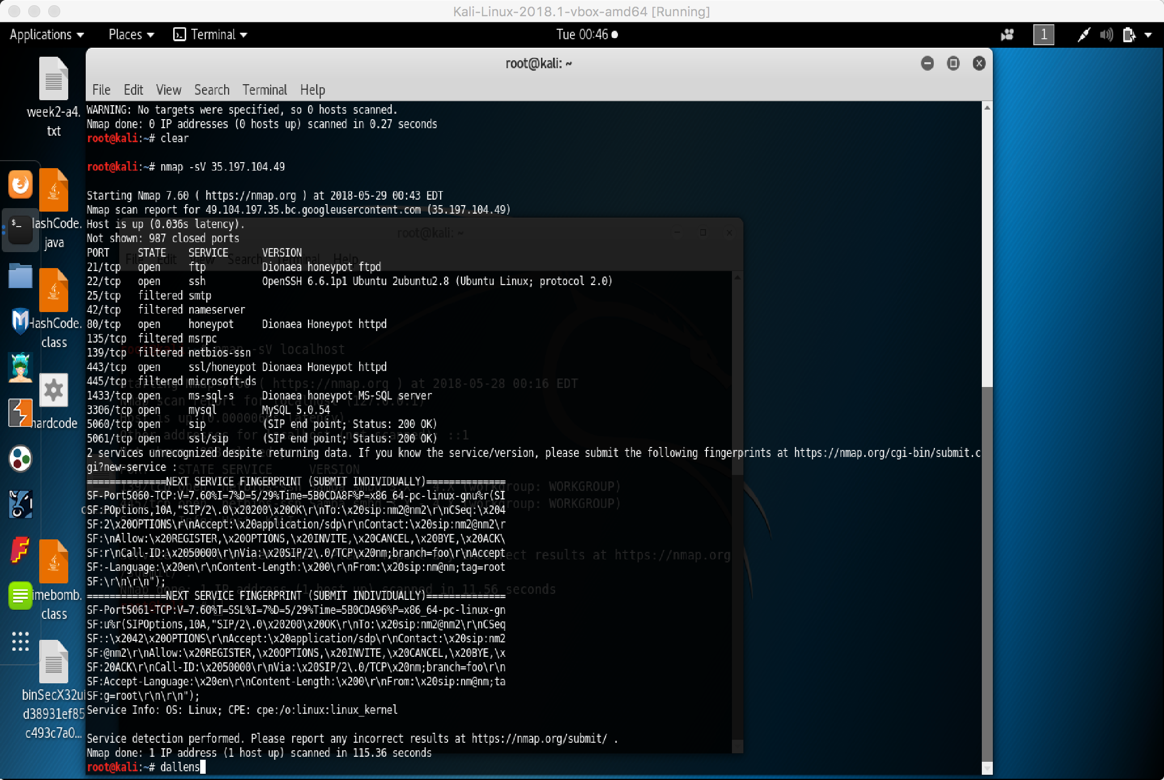 Kali-Linux-2018.1-vbox-amd64 [Running]
Applications Places Terminal Tue 00:46 1
root@kali: ~
File Edit View Search Terminal Help
week2-a4.
txt
HashCode.
java
HashCode.
class
hardcode
imebomb.
class
binSecX32ui
d38931ef85
c493c7a0...
WARNING: No targets were specified, so 0 hosts scanned.
Nmap done: 0 IP addresses (0 hosts up) scanned in 0.27 seconds
root@kali:~# clear
root@kali:~# nmap -sV 35.197.104.49
Starting Nmap 7.60 ( https://nmap.org ) at 2018-05-29 00:43 EDT
Nmap scan report for 49.104.197.35.bc.googleusercontent.com (35.197.104.49)
Host is up (0.036s latency).
Not shown: 987 closed ports
PORT STATE SERVICE VERSION
21/tcp open ftp Dionaea honeypot ftpd
22/tcp open ssh OpenSSH 6.6.1p1 Ubuntu 2ubuntu2.8 (Ubuntu Linux; protocol 2.0)
25/tcp filtered smtp
42/tcp filtered nameserver
80/tcp open honeypot Dionaea Honeypot httpd
135/tcp filtered msrpc
139/tcp filtered netbios-ssn
443/tcp open ssl/honeypot Dionaea Honeypot httpd
445/tcp filtered microsoft-ds
1433/tcp open ms-sql-s Dionaea honeypot MS-SQL server
3306/tcp open mysql MySQL 5.0.54
5060/tcp open sip (SIP end point; Status: 200 OK)
5061/tcp open ssl/sip (SIP end point; Status: 200 OK)
2 services unrecognized despite returning data. If you know the service/version, please submit the following fingerprints at https://nmap.org/cgi-bin/submit.c
gi?new-service :
==============NEXT SERVICE FINGERPRINT (SUBMIT INDIVIDUALLY)==============
SF-Port5060-TCP:V=7.60%I=7%D=5/29%Time=5B0CDA8F%P=x86_64-pc-linux-gnu%r(SI
SF:POptions,10A,"SIP/2\.0\x20200\x20OK\r\nTo:\x20sip:nm2@nm2\r\nCSeq:\x204
SF:2\x20OPTIONS\r\nAccept:\x20application/sdp\r\nContact:\x20sip:nm2@nm2\r
SF:\nAllow:\x20REGISTER,\x20OPTIONS,\x20INVITE,\x20CANCEL,\x20BYE,\x20ACK\
SF:r\nCall-ID:\x2050000\r\nVia:\x20SIP/2\.0/TCP\x20nm;branch=foo\r\nAccept
SF:-Language:\x20en\r\nContent-Length:\x200\r\nFrom:\x20sip:nm@nm;tag=root
SF:\r\n\r\n");
==============NEXT SERVICE FINGERPRINT (SUBMIT INDIVIDUALLY)==============
SF-Port5061-TCP:V=7.60%T=SSL%I=7%D=5/29%Time=5B0CDA96%P=x86_64-pc-linux-gn
SF:u%r(SIPOptions,10A,"SIP/2\.0\x20200\x20OK\r\nTo:\x20sip:nm2@nm2\r\nCSeq
SF::\x2042\x20OPTIONS\r\nAccept:\x20application/sdp\r\nContact:\x20sip:nm2
SF:@nm2\r\nAllow:\x20REGISTER,\x20OPTIONS,\x20INVITE,\x20CANCEL,\x20BYE,\x
SF:20ACK\r\nCall-ID:\x2050000\r\nVia:\x20SIP/2\.0/TCP\x20nm;branch=foo\r\n
SF:Accept-Language:\x20en\r\nContent-Length:\x200\r\nFrom:\x20sip:nm@nm;ta
SF:g=root\r\n\r\n");
Service Info: OS: Linux; CPE: cpe:/o:linux:linux_kernel
Service detection performed. Please report any incorrect results at https://nmap.org/submit/ .
Nmap done: 1 IP address (1 host up) scanned in 115.36 seconds
root@kali:~# dallens